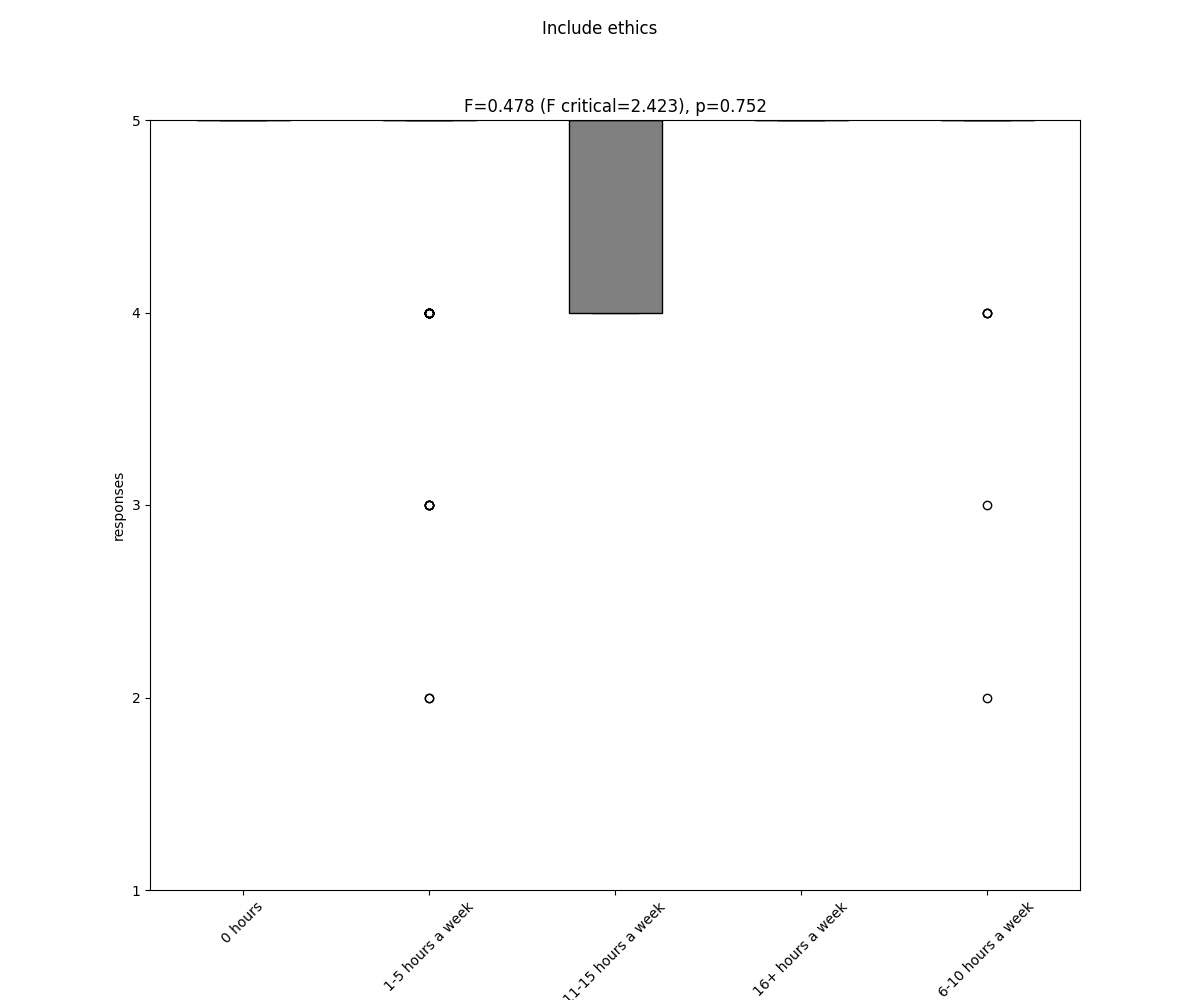 Include ethics
F=0.478 (F critical=2.423), p=0.752
5
4
3
2
1
responses
0 hours
1-5 hours a week
11-15 hours a week
16+ hours a week
6-10 hours a week